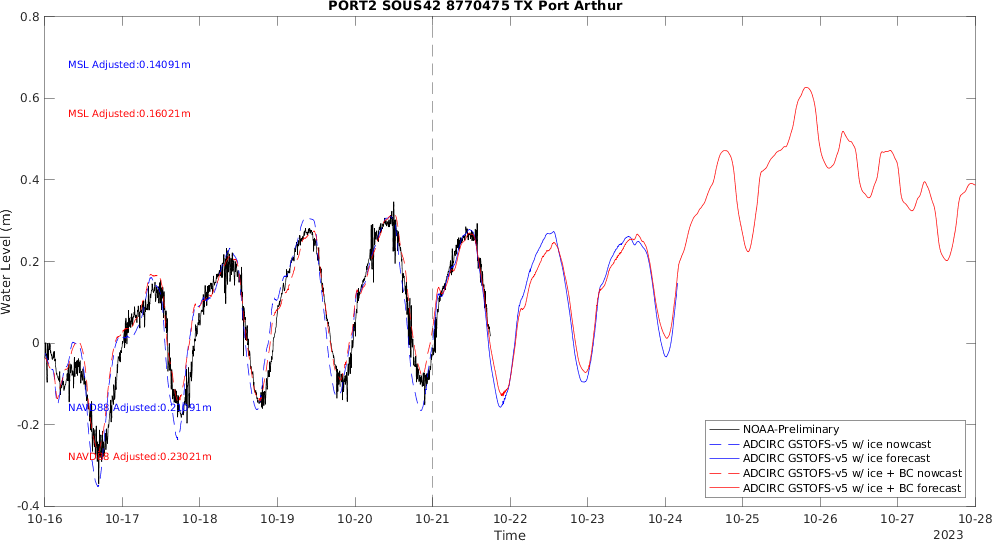 PORT2 SOUS42 8770475 TX Port Arthur
0.8
0.6
0.4
0.2
0
-0.2
-0.4
Water Level (m)
MSL Adjusted:0.14091m
MSL Adjusted:0.16021m
NAVD88 Adjusted:0.21091m
NAVD88 Adjusted:0.23021m
NOAA-Preliminary
ADCIRC GSTOFS-v5 w/ ice nowcast
ADCIRC GSTOFS-v5 w/ ice forecast
ADCIRC GSTOFS-v5 w/ ice + BC nowcast
ADCIRC GSTOFS-v5 w/ ice + BC forecast
10-16 10-17 10-18 10-19 10-20 10-21 10-22 10-23 10-24 10-25 10-26 10-27 10-28
Time
2023